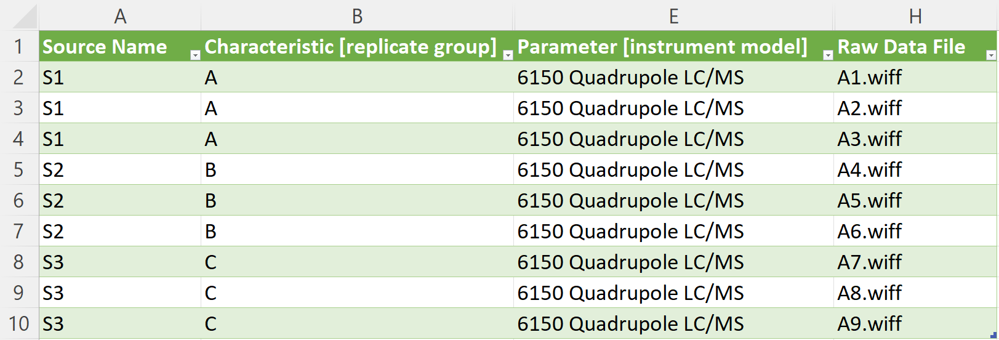 A B E H
1 Source Name Characteristic [replicate group] Parameter [instrument model] Raw Data File
2 S1 A 6150 Quadrupole LC/MS A1.wiff
3 S1 A 6150 Quadrupole LC/MS A2.wiff
4 S1 A 6150 Quadrupole LC/MS A3.wiff
5 S2 B 6150 Quadrupole LC/MS A4.wiff
6 S2 B 6150 Quadrupole LC/MS A5.wiff
7 S2 B 6150 Quadrupole LC/MS A6.wiff
8 S3 C 6150 Quadrupole LC/MS A7.wiff
9 S3 C 6150 Quadrupole LC/MS A8.wiff
10 S3 C 6150 Quadrupole LC/MS A9.wiff